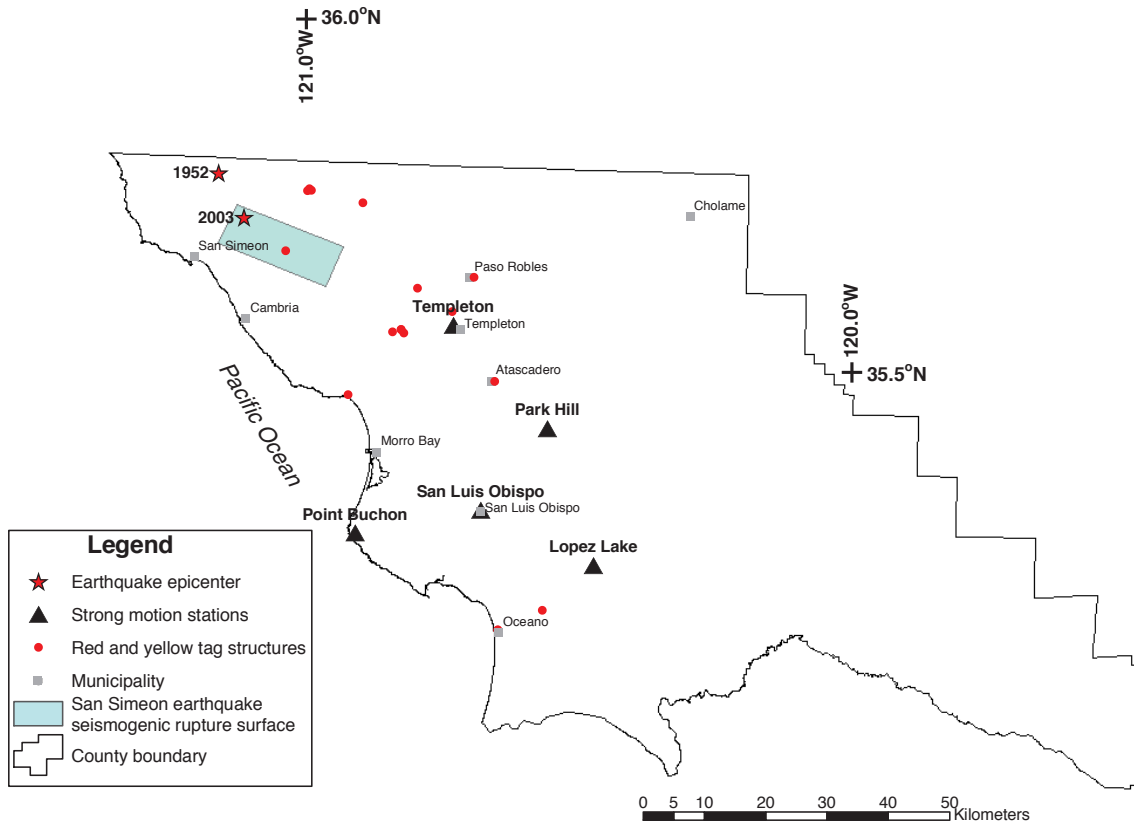 36.0°N
121.0°W
1952
2003
San Simeon
Cholame
Paso Robles
Templeton
Templeton
Cambria
120.0°W
35.5°N
Atascadero
Park Hill
Pacific Ocean
Morro Bay
San Luis Obispo
San Luis Obispo
Point Buchon
Lopez Lake
Oceano
Legend
Earthquake epicenter
Strong motion stations
Red and yellow tag structures
Municipality
San Simeon earthquake
seismogenic rupture surface
County boundary
0 5 10 20 30 40 50
Kilometers